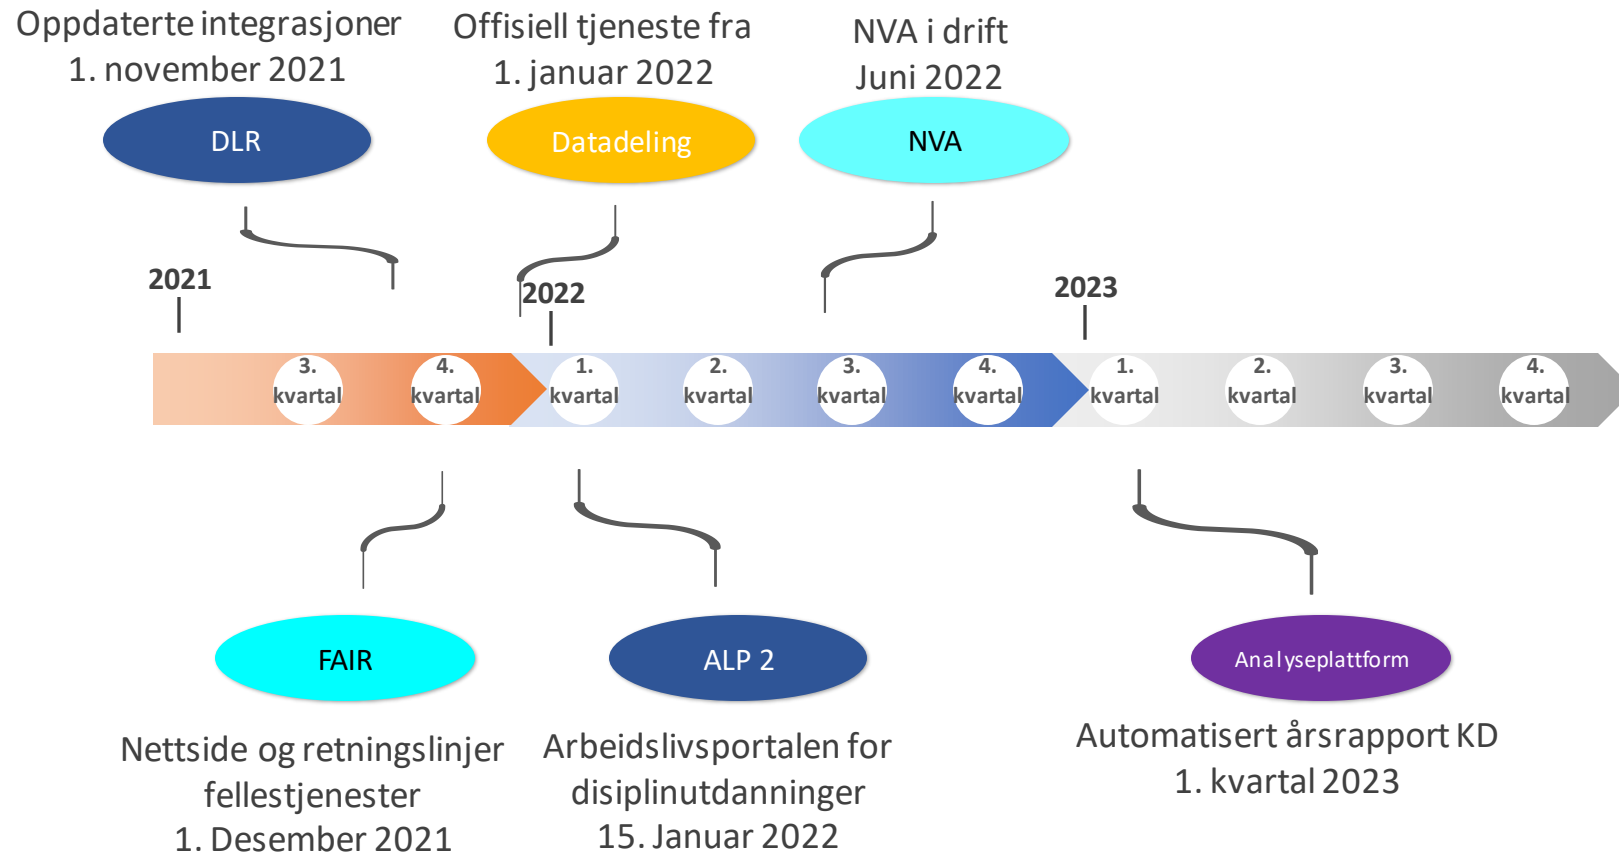 Oppdaterte integrasjoner
1. november 2021
DLR
Offisiell tjeneste fra
1. januar 2022
Datadeling
NVA i drift
Juni 2022
NVA
2021
2022
2023
3.
kvartal
4.
kvartal
1.
kvartal
2.
kvartal
3.
kvartal
4.
kvartal
1.
kvartal
2.
kvartal
3.
kvartal
4.
kvartal
FAIR
Nettside og retningslinjer
fellestjenester
1. Desember 2021
ALP 2
Arbeidslivsportalen for
disiplinutdanninger
15. Januar 2022
Analyseplattform
Automatisert årsrapport KD
1. kvartal 2023